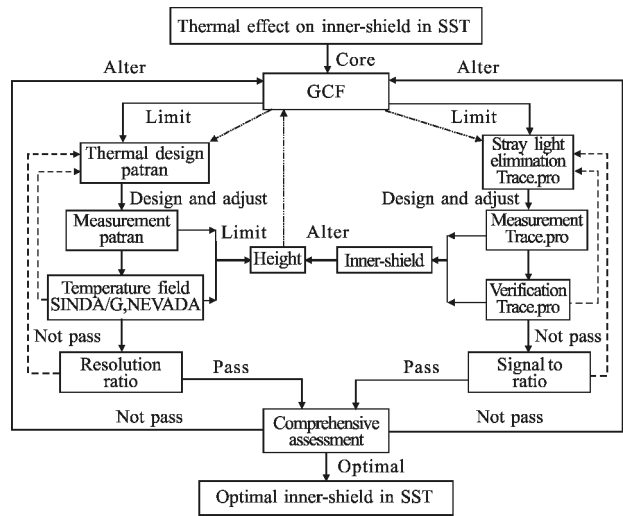 Thermal effect on inner-shield in SST
Alter
Core
Alter
GCF
Limit
Limit
Thermal design
patran
Stray light
elimination
Trace.pro
Design and adjust
Design and adjust
Measurement
patran
Limit
Alter
Measurement
Trace.pro
Height
Inner-shield
Temperature field
SINDA/G,NEVADA
Verification
Trace.pro
Not pass
Not pass
Resolution
ratio
Pass
Pass
Signal to
ratio
Not pass
Comprehensive
assessment
Not pass
Optimal
Optimal inner-shield in SST